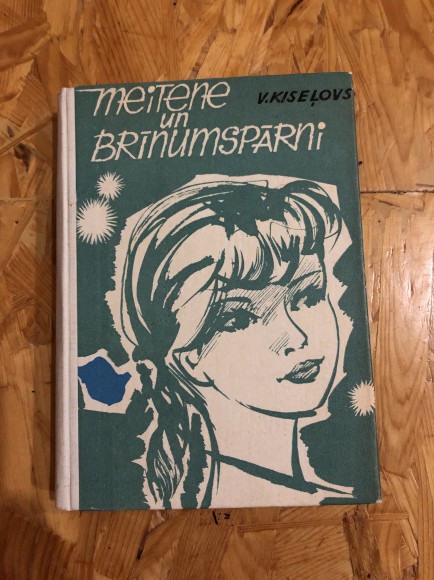 V.KISEĻOVS
MEITENE
UN
BRĪNUMSPĀRNI